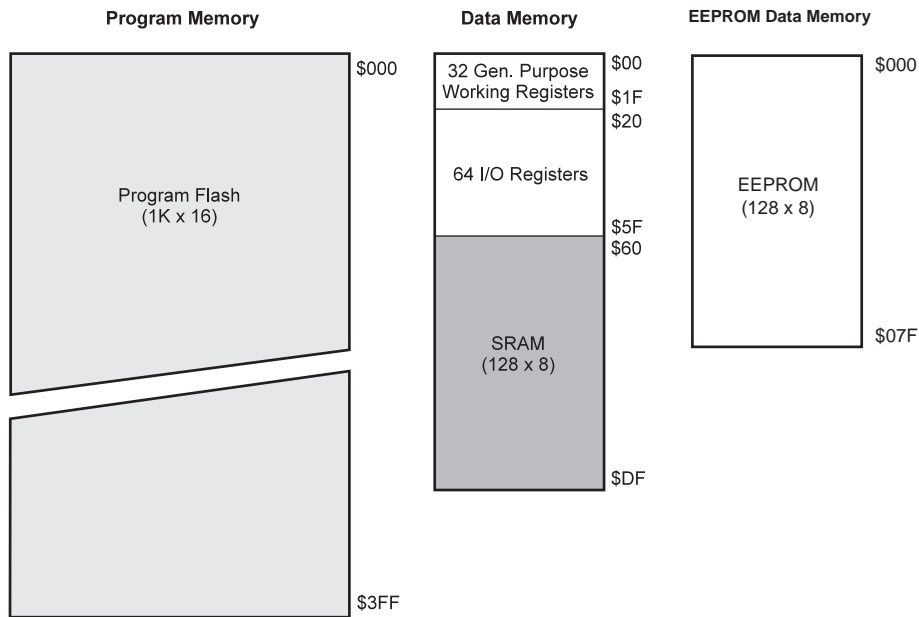 Program Memory
$000
Program Flash
(1K x 16)
$3FF
Data Memory
32 Gen. Purpose
Working Registers
$00
$1F
$20
64 I/O Registers
$5F
$60
SRAM
(128 x 8)
$DF
EEPROM Data Memory
$000
EEPROM
(128 x 8)
$07F